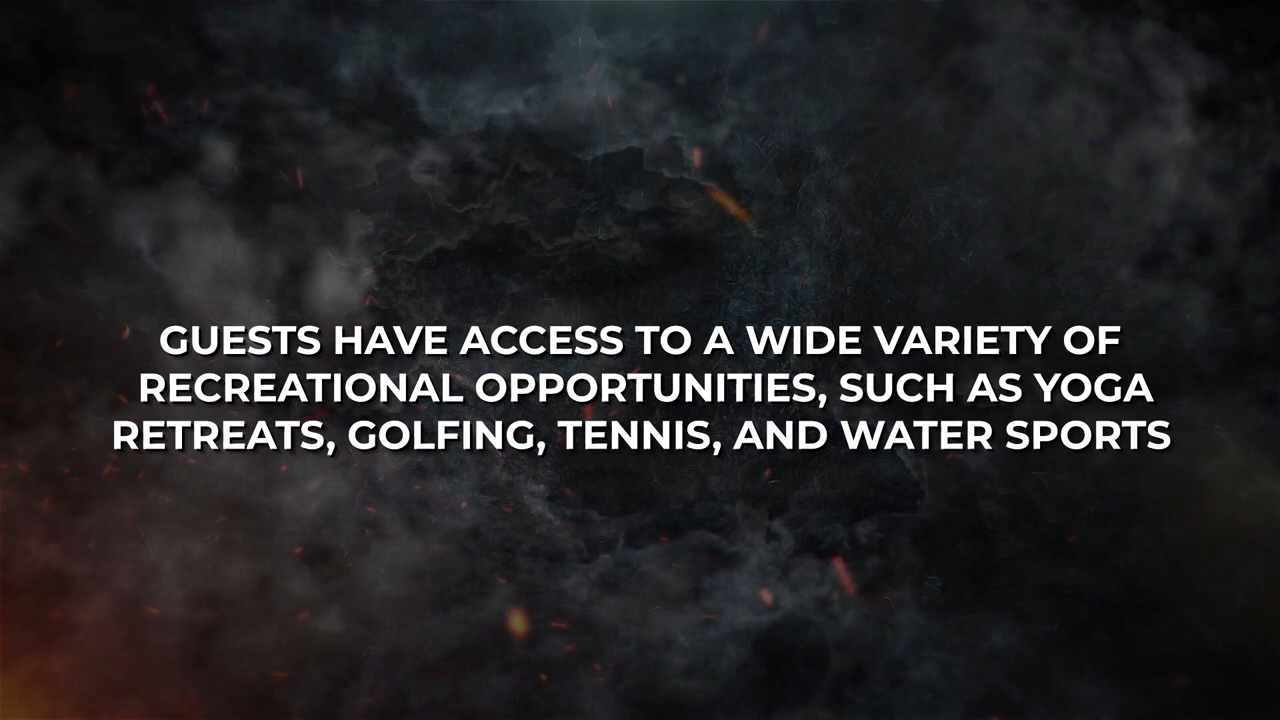 GUESTS HAVE ACCESS TO A WIDE VARIETY OF
RECREATIONAL OPPORTUNITIES, SUCH AS YOGA
RETREATS, GOLFING, TENNIS, AND WATER SPORTS